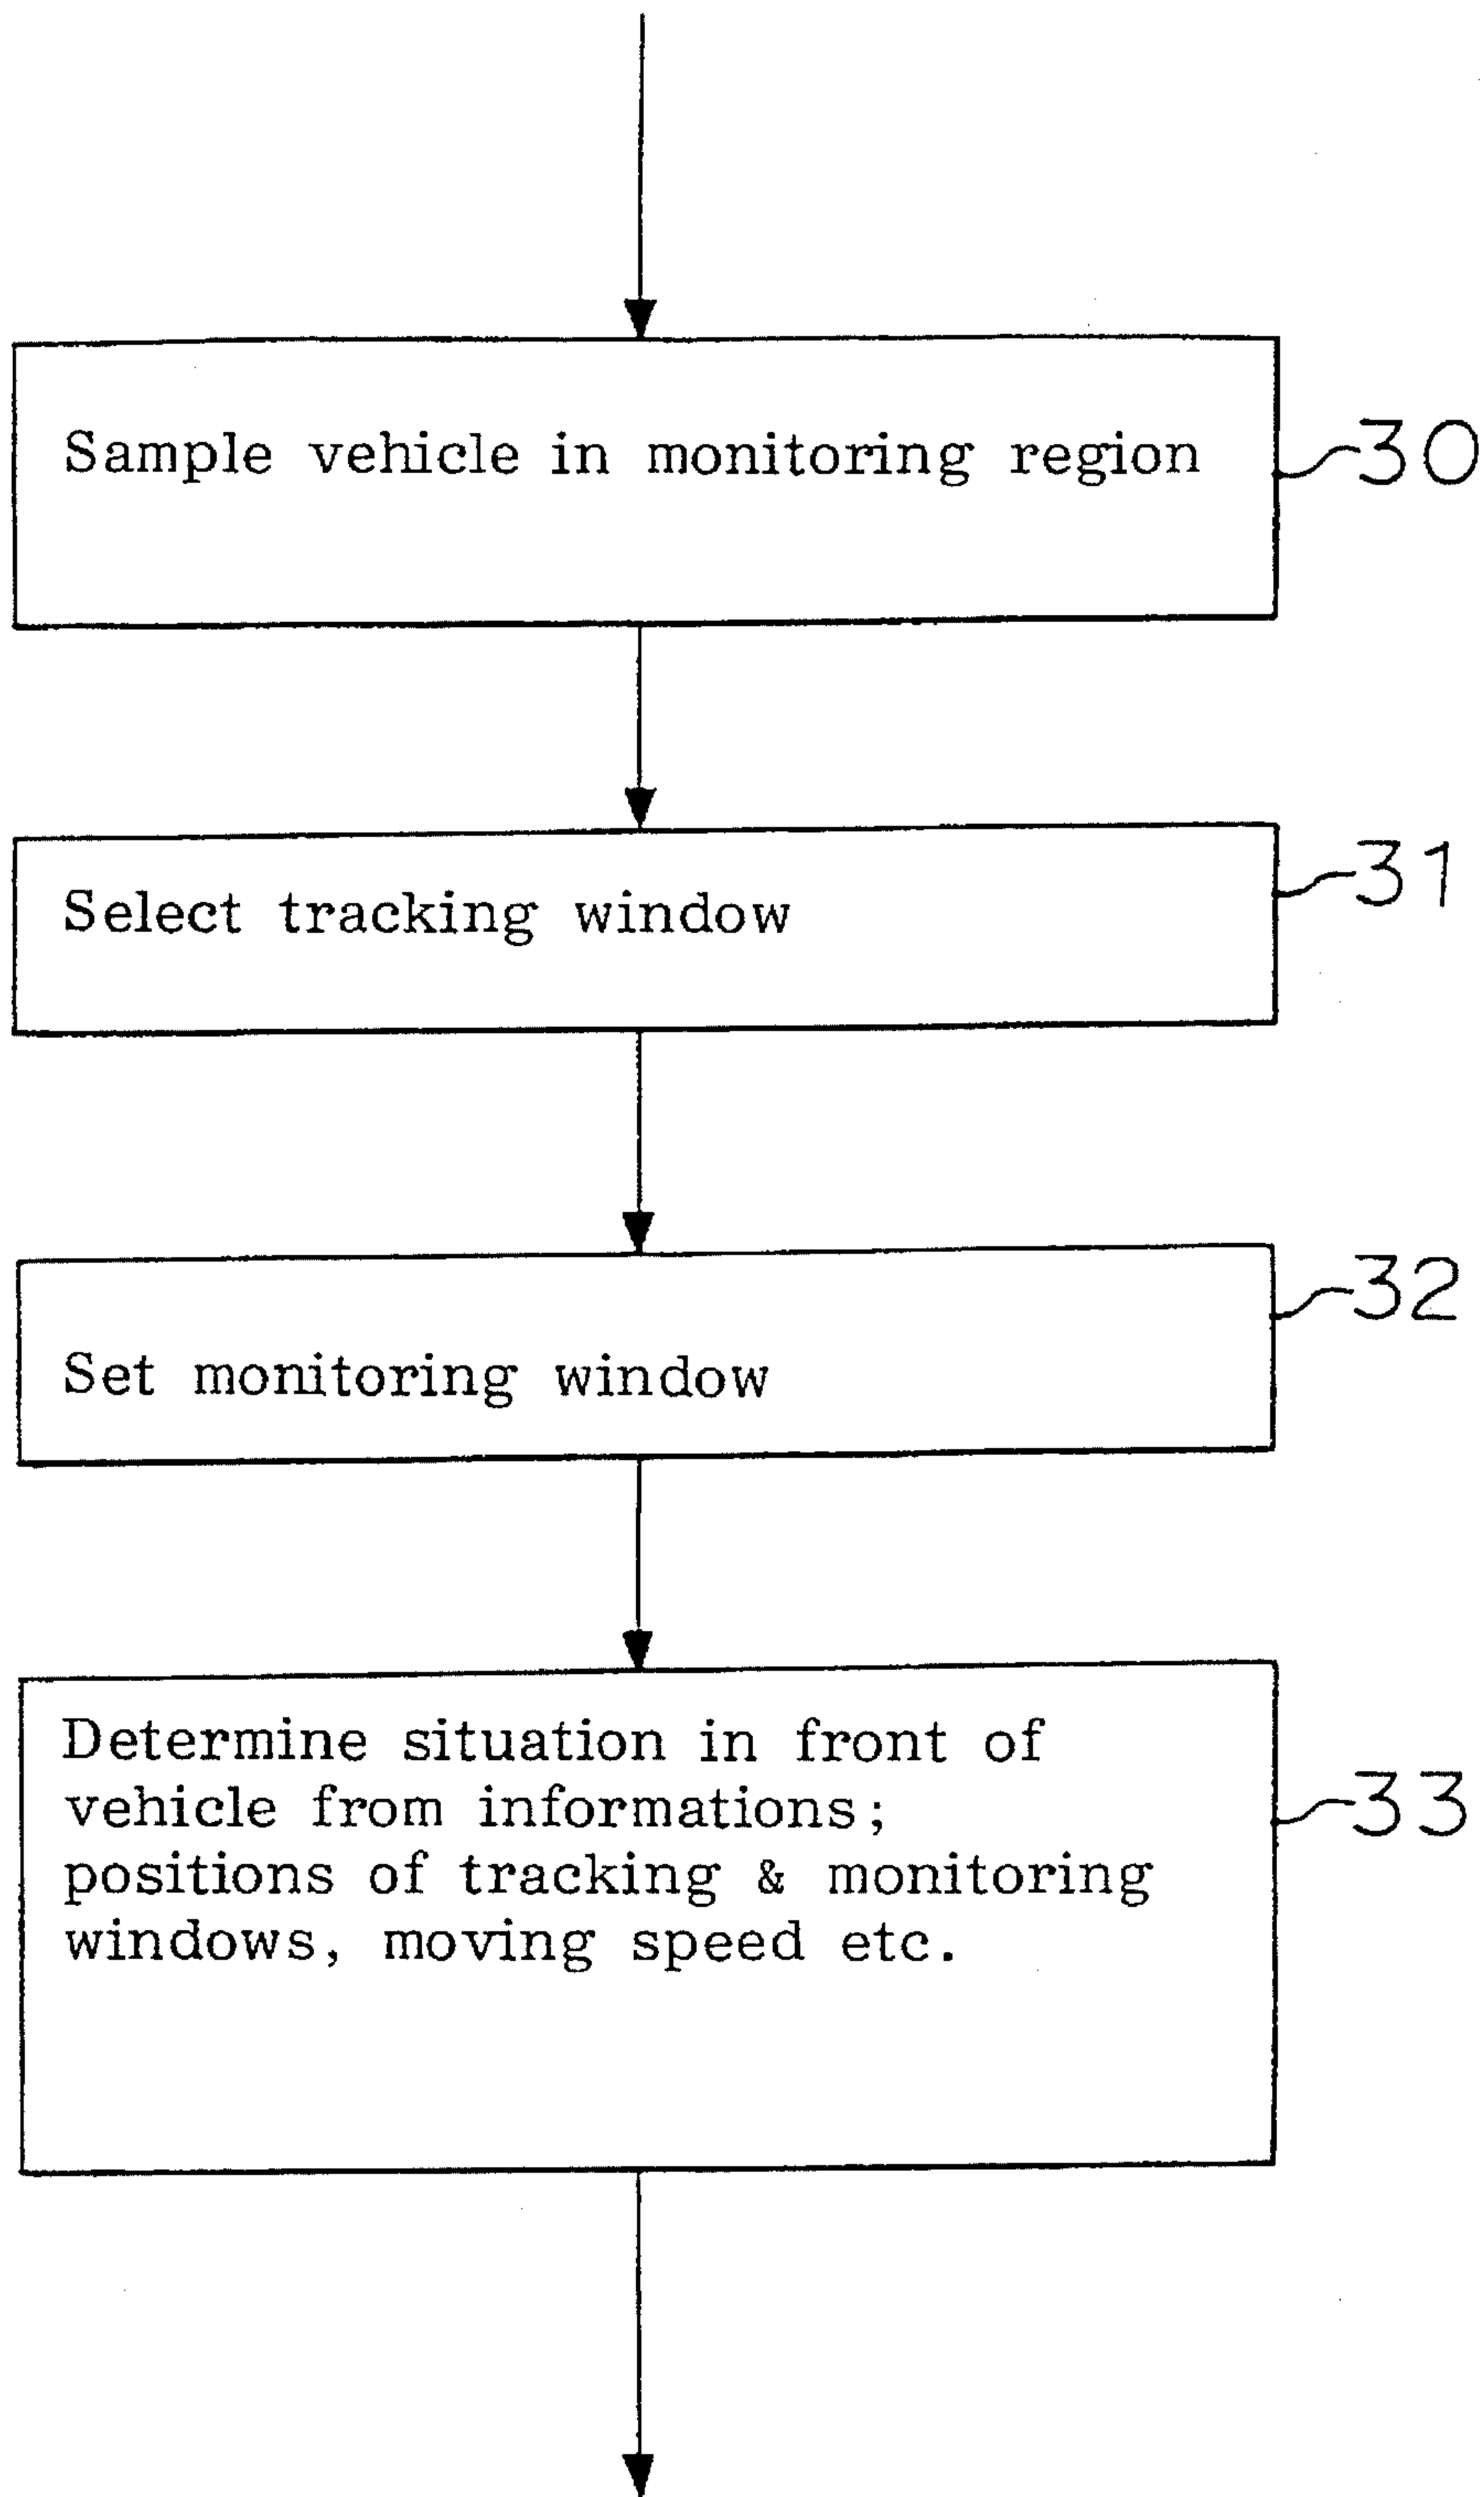 Sample vehicle in monitoring region
30
Select tracking window
31
32
Set monitoring window
Determine situation in front of
vehicle from informations;
33
positions of tracking & monitoring
windows, moving speed etc.